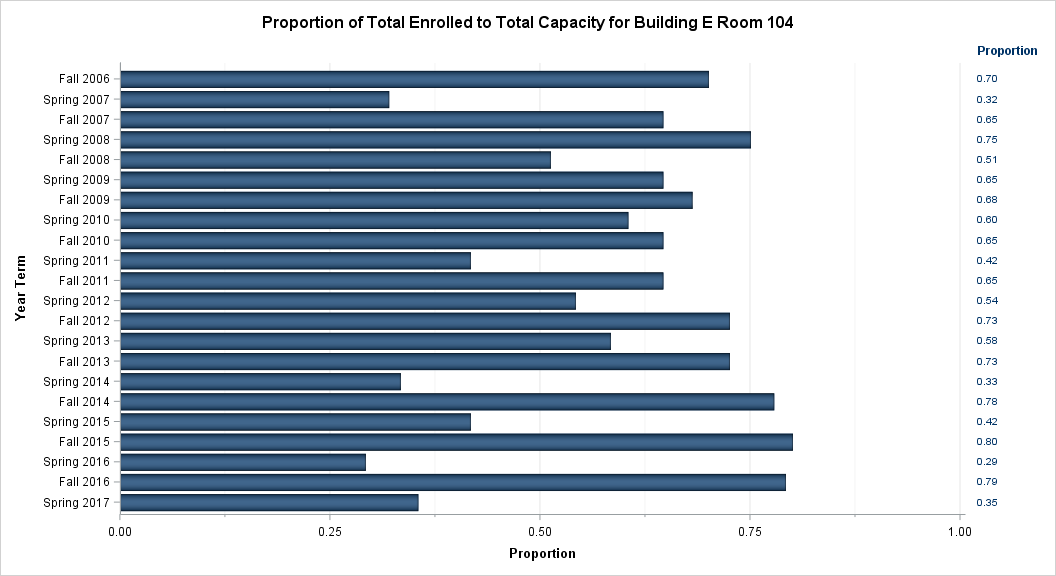 Proportion of Total Enrolled to Total Capacity for Building E Room 104
Proportion
Fall 2006 0.70
Spring 2007 0.32
Fall 2007 0.65
Spring 2008 0.75
Fall 2008 0.51
Spring 2009 0.65
Fall 2009 0.68
Spring 2010 0.60
Fall 2010 0.65
Spring 2011 0.42
Fall 2011 0.65
Spring 2012 0.54
Fall 2012 0.73
Spring 2013 0.58
Fall 2013 0.73
Spring 2014 0.33
Fall 2014 0.78
Spring 2015 0.42
Fall 2015 0.80
Spring 2016 0.29
Fall 2016 0.79
Spring 2017 0.35
Year Term
0.00 0.25 0.50 0.75 1.00
Proportion